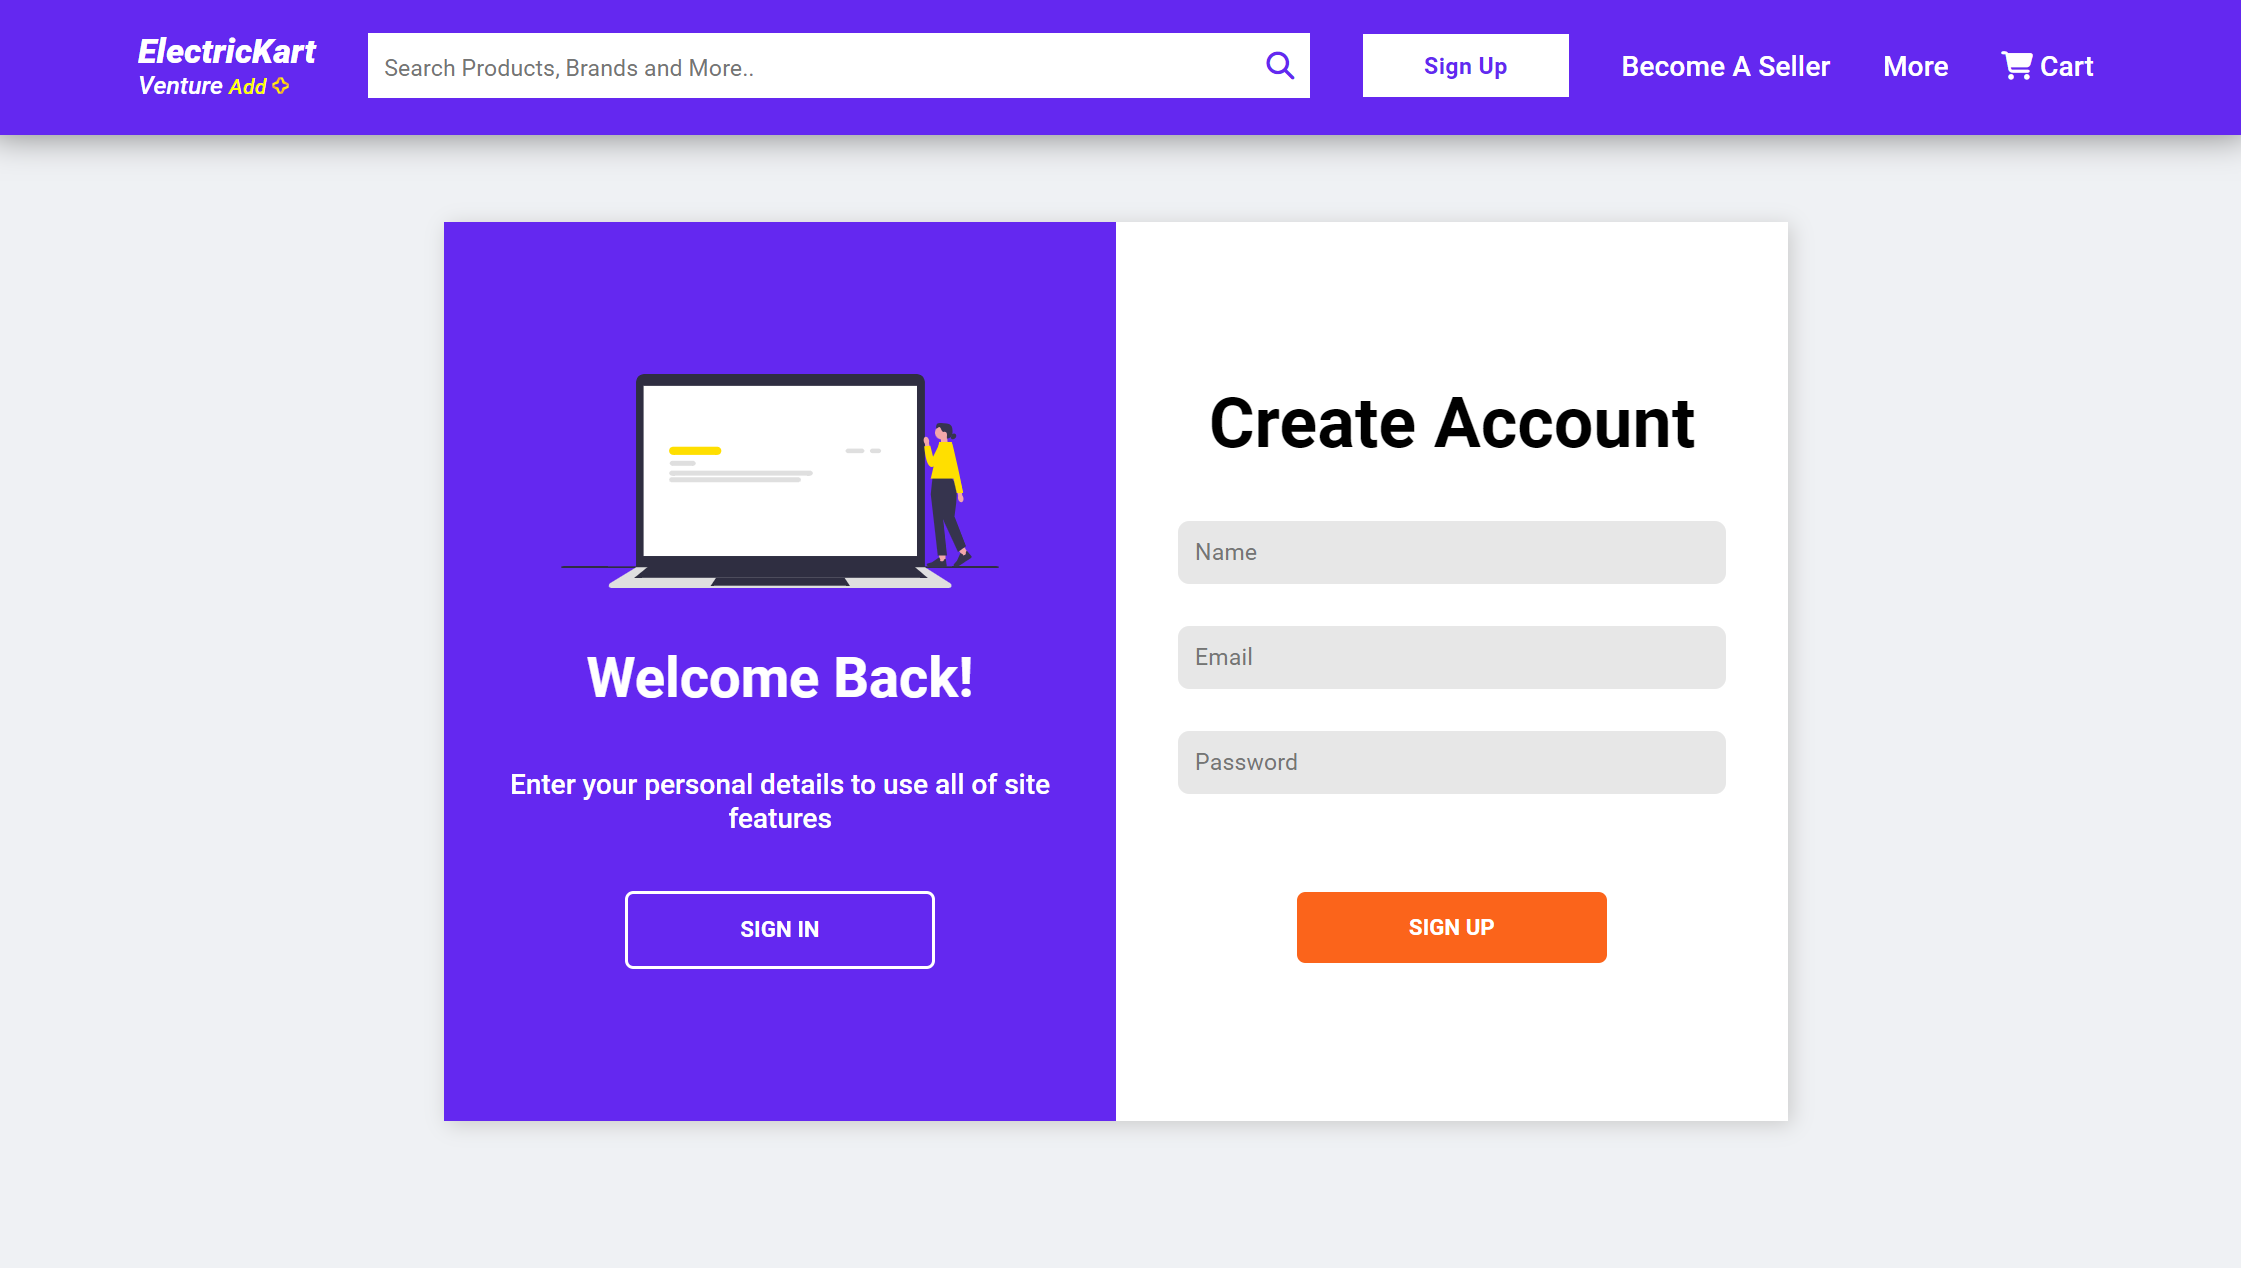 ElectricKart
Venture Add
Search Products, Brands and More..
Sign Up
Become A Seller
More
Cart
Welcome Back!
Enter your personal details to use all of site
features
SIGN IN
Create Account
Name
Email
Password
SIGN UP